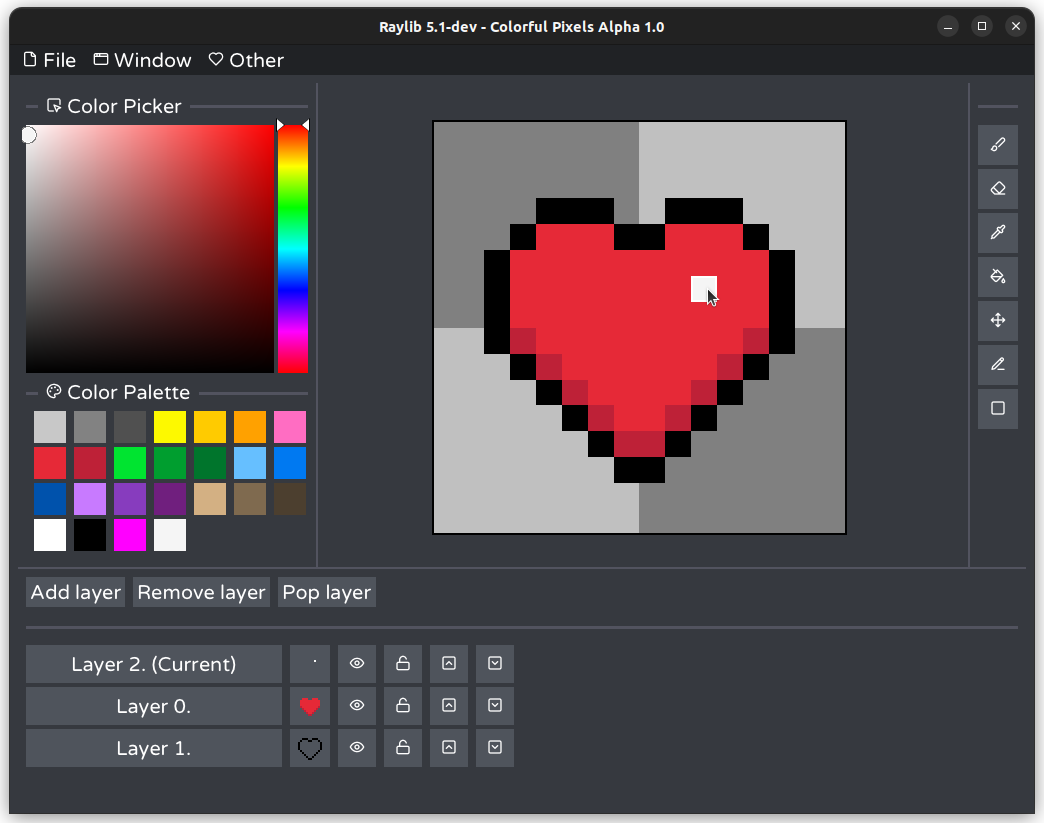 Raylib 5.1-dev - Colorful Pixels Alpha 1.0
File Window Other
Color Picker
Color Palette
Add layer Remove layer Pop layer
Layer 2. (Current)
Layer 0.
Layer 1.